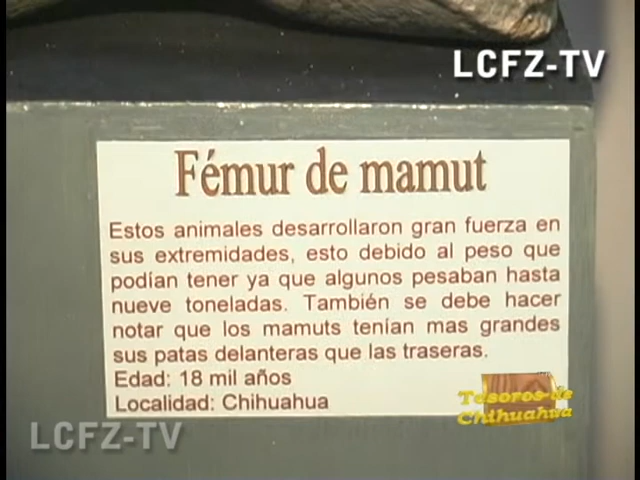 LCFZ-TV
Fémur de mamut
Estos animales desarrollaron gran fuerza en
sus extremidades, esto debido al peso que
podían tener ya que algunos pesaban hasta
nueve toneladas. También se debe hacer
notar que los mamuts tenían mas grandes
sus patas delanteras que las traseras.
Edad: 18 mil años
Localidad: Chihuahua
Tesoros de
Chihuahua
LCFZ-TV